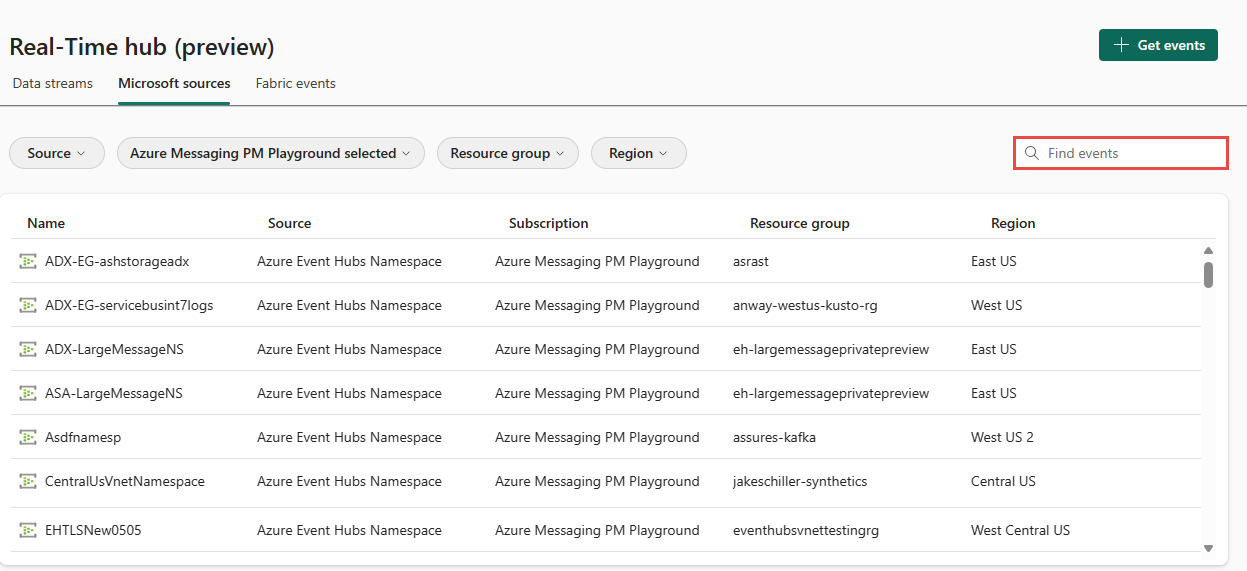 Real-Time hub (preview)
Get events
Data streams Microsoft sources Fabric events
Source Azure Messaging PM Playground selected Resource group Region Find events
Name Source Subscription Resource group Region
ADX-EG-ashstorageadx Azure Event Hubs Namespace Azure Messaging PM Playground asrast East US
ADX-EG-servicebusint7logs Azure Event Hubs Namespace Azure Messaging PM Playground anway-westus-kusto-rg West US
ADX-LargeMessageNS Azure Event Hubs Namespace Azure Messaging PM Playground eh-largemessageprivatepreview East US
ASA-LargeMessageNS Azure Event Hubs Namespace Azure Messaging PM Playground eh-largemessageprivatepreview East US
Asdfnamesp Azure Event Hubs Namespace Azure Messaging PM Playground assures-kafka West US 2
CentralUsVnetNamespace Azure Event Hubs Namespace Azure Messaging PM Playground jakeschiller-synthetics Central US
EHTLSNew0505 Azure Event Hubs Namespace Azure Messaging PM Playground eventhubsvnettestingrg West Central US